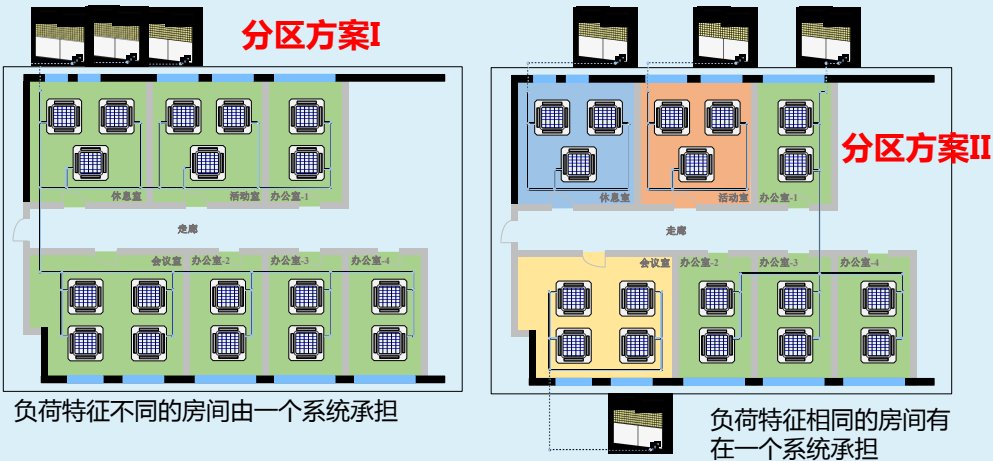 分区方案I
休息室
活动室
办公室-1
走廊
会议室
办公室-2
办公室-3
办公室-4
负荷特征不同的房间由一个系统承担
分区方案II
休息室
活动室
办公室-1
走廊
会议室
办公室-2
办公室-3
办公室-4
负荷特征相同的房间有
在一个系统承担